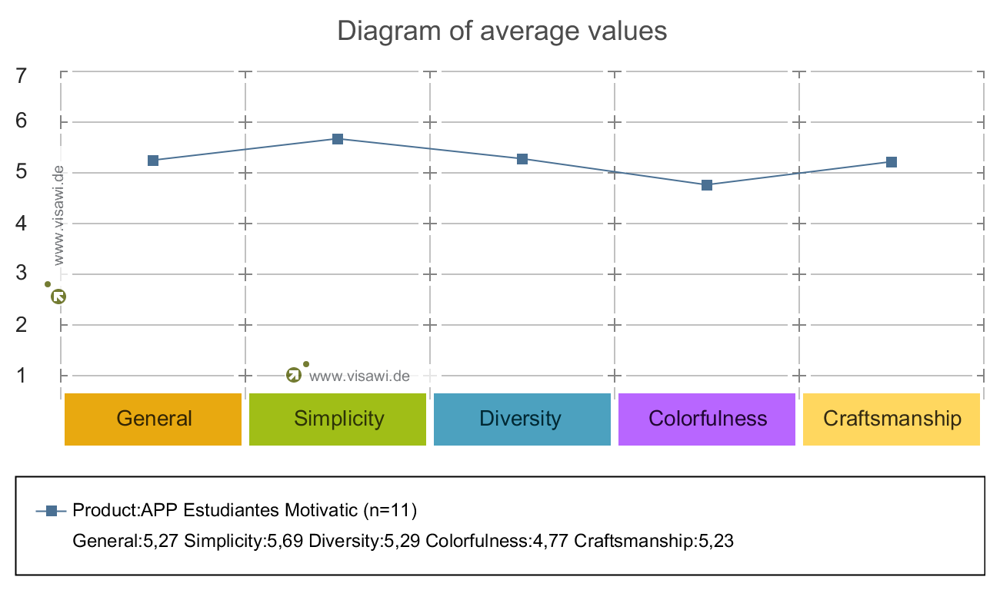 Diagram of average values
7
6
5
4
3
2
1
www.visawi.de
www.visawi.de
General Simplicity Diversity Colorfulness Craftsmanship
Product:APP Estudiantes Motivatic (n=11)
General:5,27 Simplicity:5,69 Diversity:5,29 Colorfulness:4,77 Craftsmanship:5,23